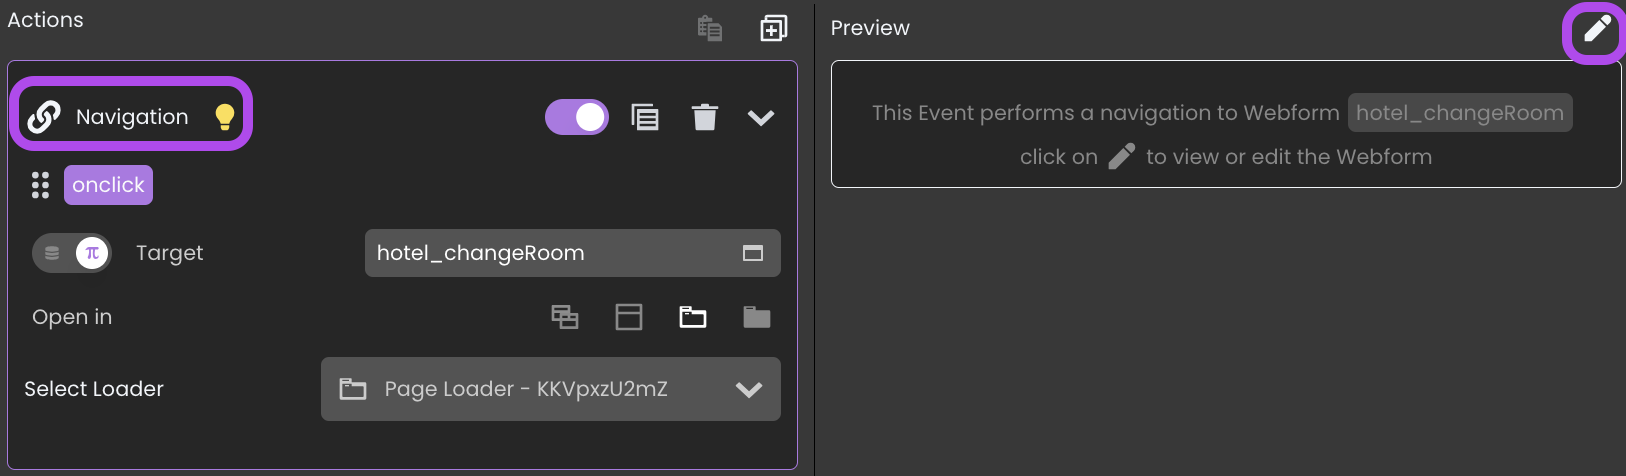 Actions
Navigation
onclick
π Target hotel_changeRoom
Open in
Select Loader Page Loader - KKVpxzU2mZ
Preview
This Event performs a navigation to Webform hotel_changeRoom
click on to view or edit the Webform